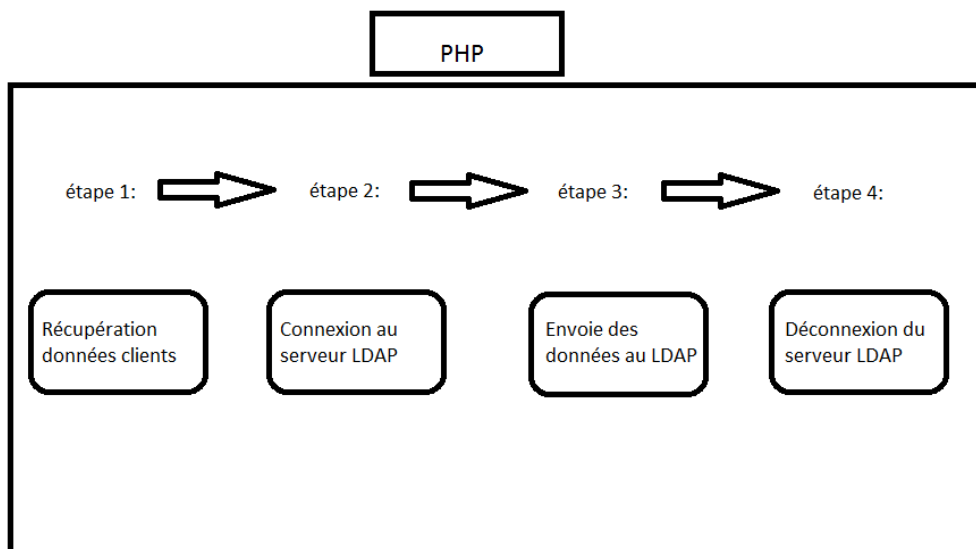 PHP
étape 1:
étape 2:
étape 3:
étape 4:
Récupération
données clients
Connexion au
serveur LDAP
Envoie des
données au LDAP
Déconnexion du
serveur LDAP